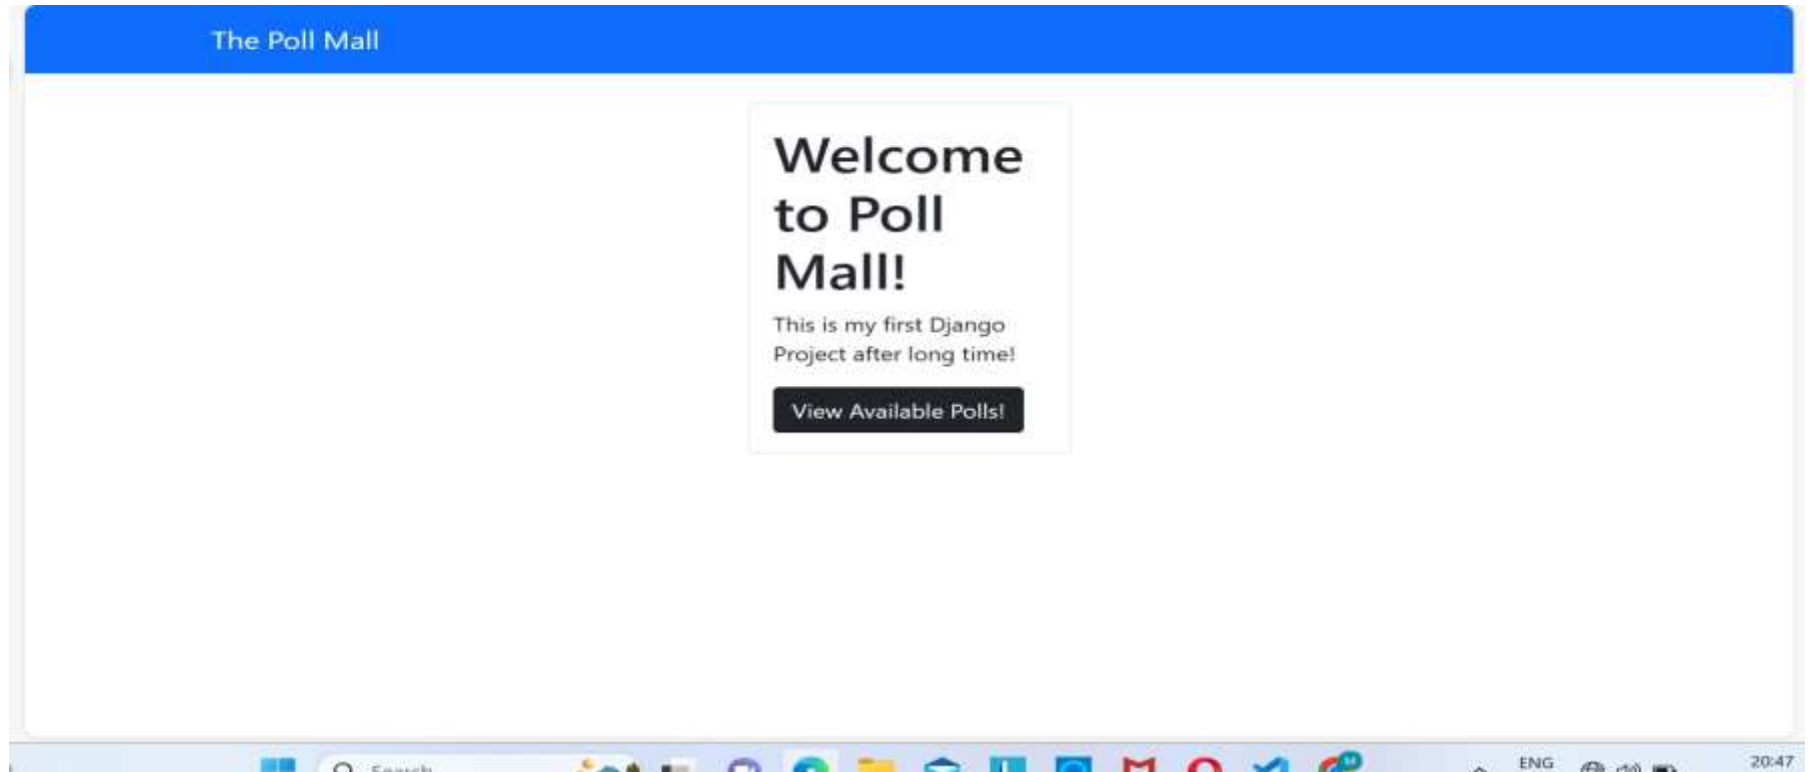 The Poll Mall
Welcome
to Poll
Mall!
This is my first Django
Project after long time!
View Available Polls!
Search
ENG
20:47